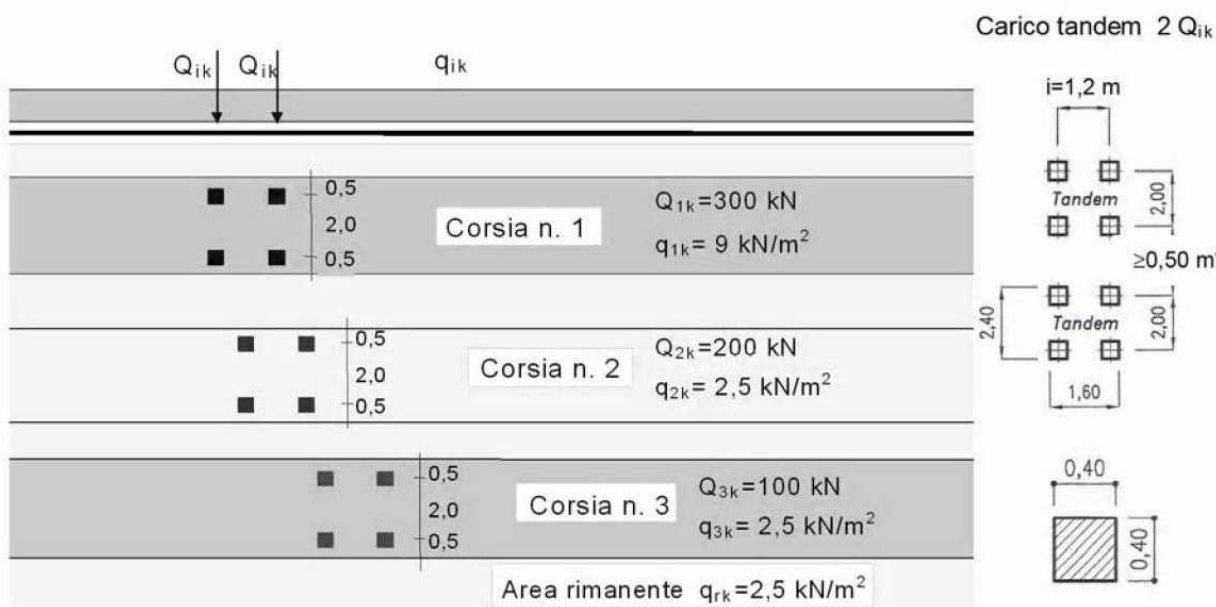 Carico tandem 2 Qik
Qik Qik qik
i=1,2 m
0,5
2,0
0,5
Corsia n. 1
Q1k=300 kN
q1k= 9 kN/m²
Tandem
2,00
≥0,50 m
0,5
2,0
0,5
Corsia n. 2
Q2k=200 kN
q2k= 2,5 kN/m²
2,40
Tandem
2,00
1,60
0,5
2,0
0,5
Corsia n. 3
Q3k=100 kN
q3k= 2,5 kN/m²
0,40
0,40
Area rimanente qrk=2,5 kN/m²